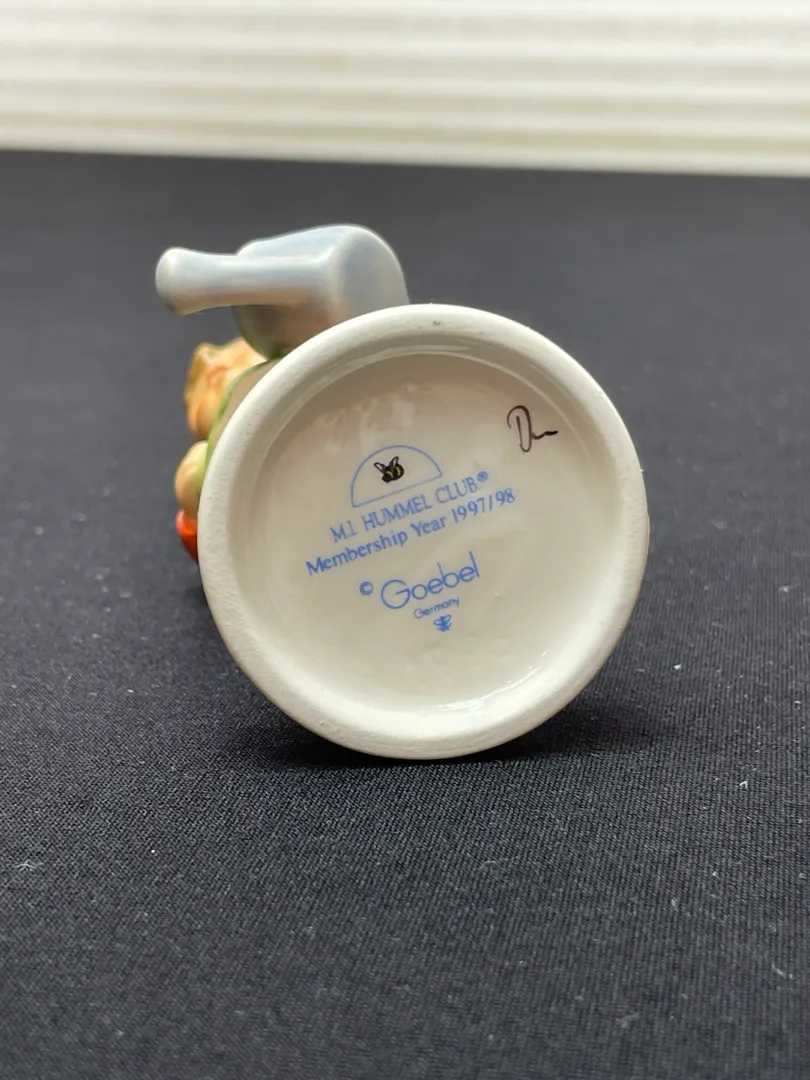 M.I. HUMMEL CLUB®
Membership Year 1997/98
© Goebel
Germany